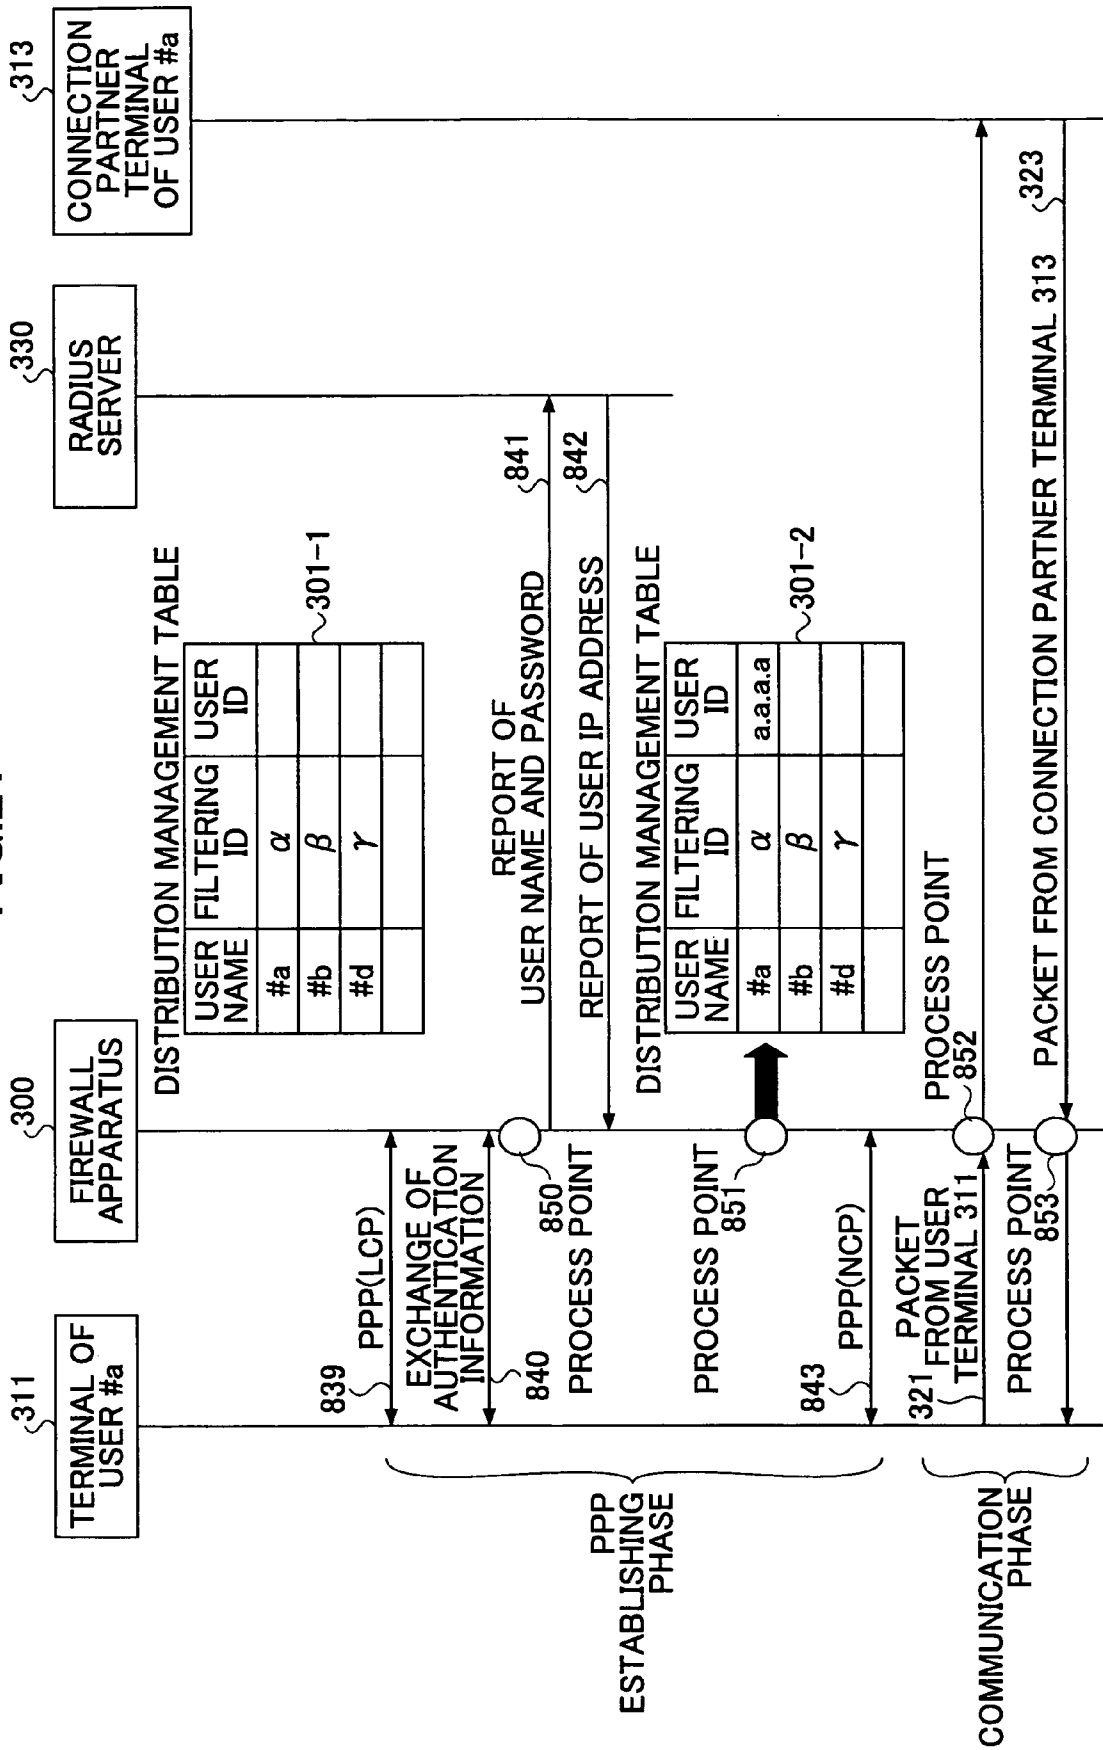 311
TERMINAL OF
USER #a
300
FIREWALL
APPARATUS
330
RADIUS
SERVER
313
CONNECTION
PARTNER
TERMINAL
OF USER #a
DISTRIBUTION MANAGEMENT TABLE
USER NAME FILTERING ID USER ID
#a α
#b β
#d γ
301-1
839
PPP(LCP)
EXCHANGE OF
AUTHENTICATION
INFORMATION
840
850
PROCESS POINT
REPORT OF
USER NAME AND PASSWORD
841
REPORT OF USER IP ADDRESS
842
DISTRIBUTION MANAGEMENT TABLE
USER NAME FILTERING ID USER ID
#a α a.a.a.a
#b β
#d γ
301-2
PROCESS POINT
851
843
PPP(NCP)
PPP
ESTABLISHING
PHASE
PACKET
FROM USER
TERMINAL 311
321
PROCESS POINT
852
PROCESS POINT
853
PACKET FROM CONNECTION PARTNER TERMINAL 313
323
COMMUNICATION
PHASE